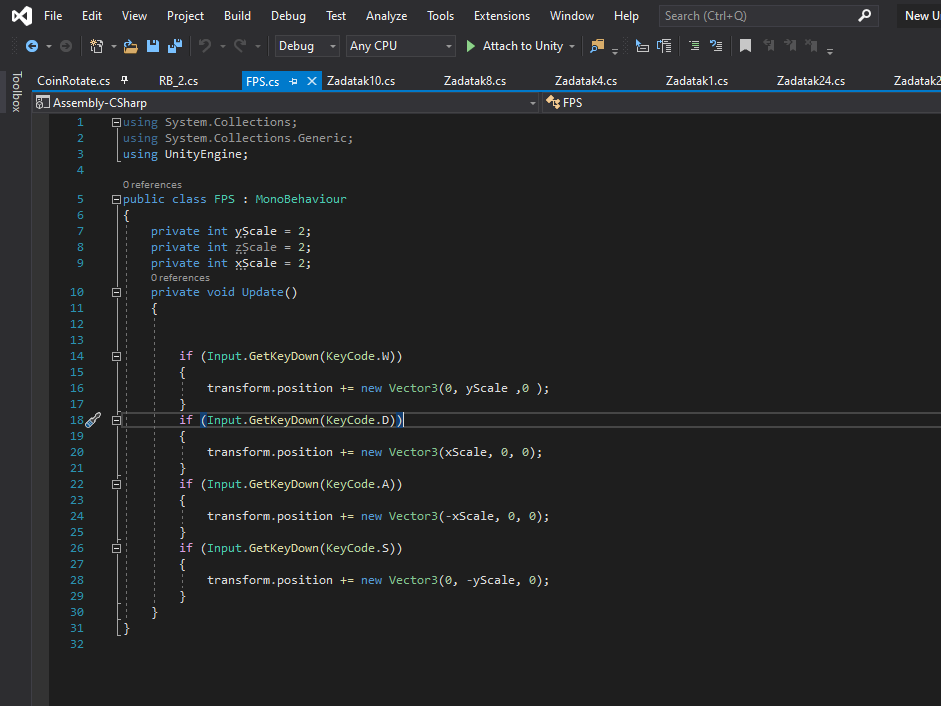 File Edit View Project Build Debug Test Analyze Tools Extensions Window Help Search (Ctrl+Q) New U
Debug Any CPU Attach to Unity
Toolbox
CoinRotate.cs RB_2.cs FPS.cs Zadatak10.cs Zadatak8.cs Zadatak4.cs Zadatak1.cs Zadatak24.cs Zadatak2
Assembly-CSharp FPS
1 using System.Collections;
2 using System.Collections.Generic;
3 using UnityEngine;
4
0 references
5 public class FPS : MonoBehaviour
6 {
7 private int yScale = 2;
8 private int zScale = 2;
9 private int xScale = 2;
0 references
10 private void Update()
11 {
12
13
14 if (Input.GetKeyDown(KeyCode.W))
15 {
16 transform.position += new Vector3(0, yScale ,0 );
17 }
18 if (Input.GetKeyDown(KeyCode.D))
19 {
20 transform.position += new Vector3(xScale, 0, 0);
21 }
22 if (Input.GetKeyDown(KeyCode.A))
23 {
24 transform.position += new Vector3(-xScale, 0, 0);
25 }
26 if (Input.GetKeyDown(KeyCode.S))
27 {
28 transform.position += new Vector3(0, -yScale, 0);
29 }
30 }
31 }
32